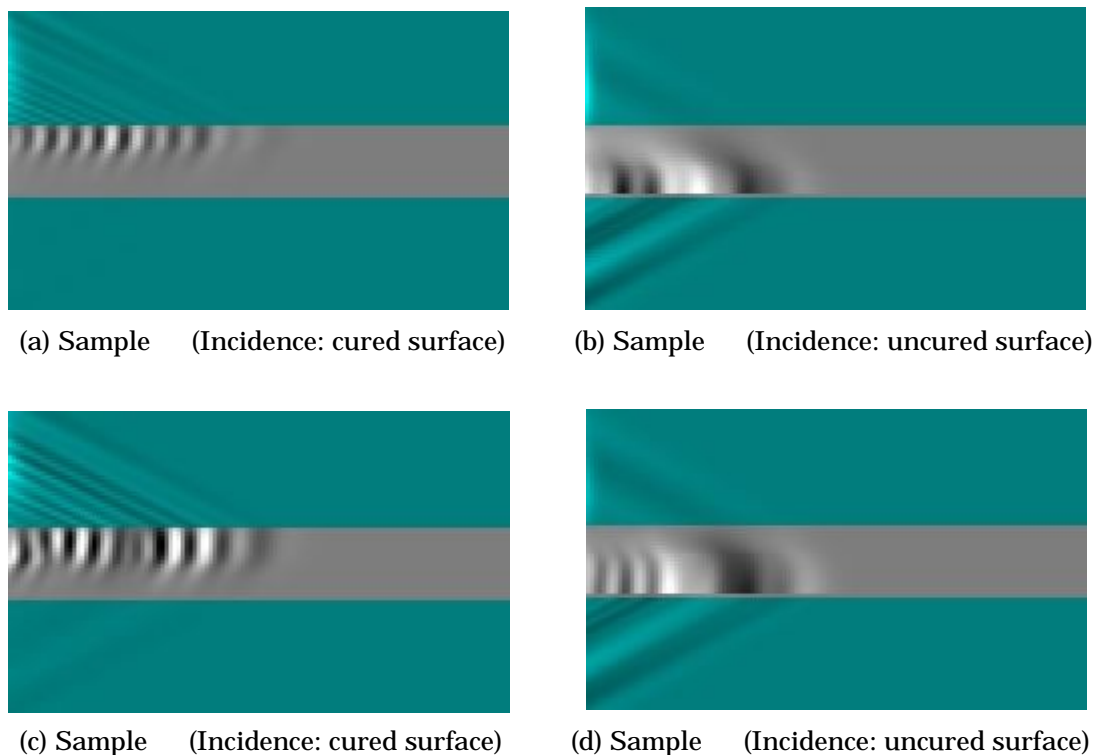 (a) Sample (Incidence: cured surface)
(b) Sample (Incidence: uncured surface)
(c) Sample (Incidence: cured surface)
(d) Sample (Incidence: uncured surface)